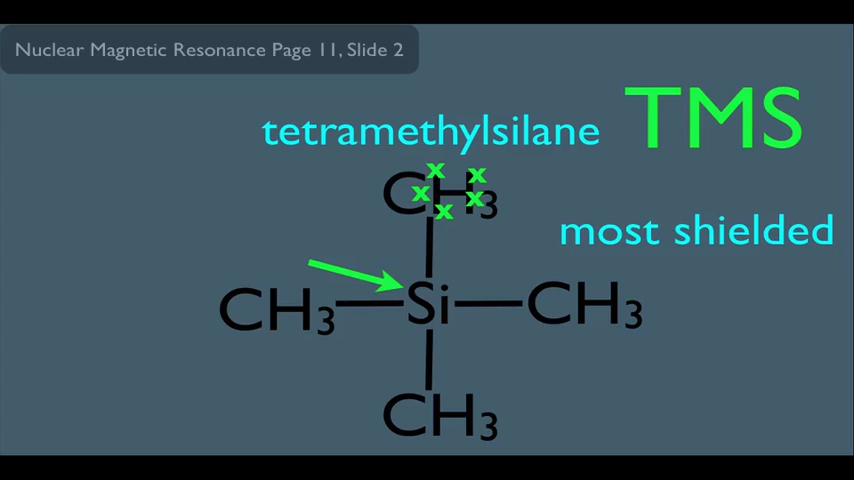 Nuclear Magnetic Resonance Page 11, Slide 2
tetramethylsilane TMS
x x x x x
CH3
most shielded
CH3 Si CH3
CH3